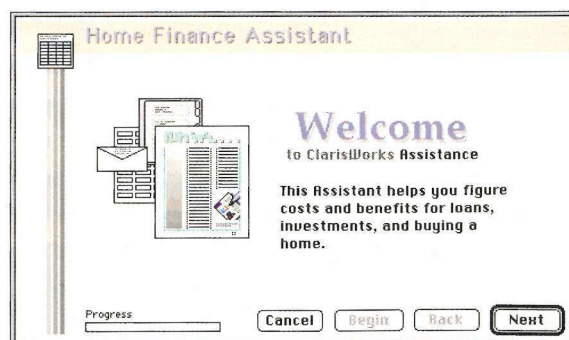 Home Finance Assistant
Welcome
to ClarisWorks Assistance
This Assistant helps you figure
costs and benefits for loans,
investments, and buying a
home.
Progress
Cancel
Begin
Back
Next